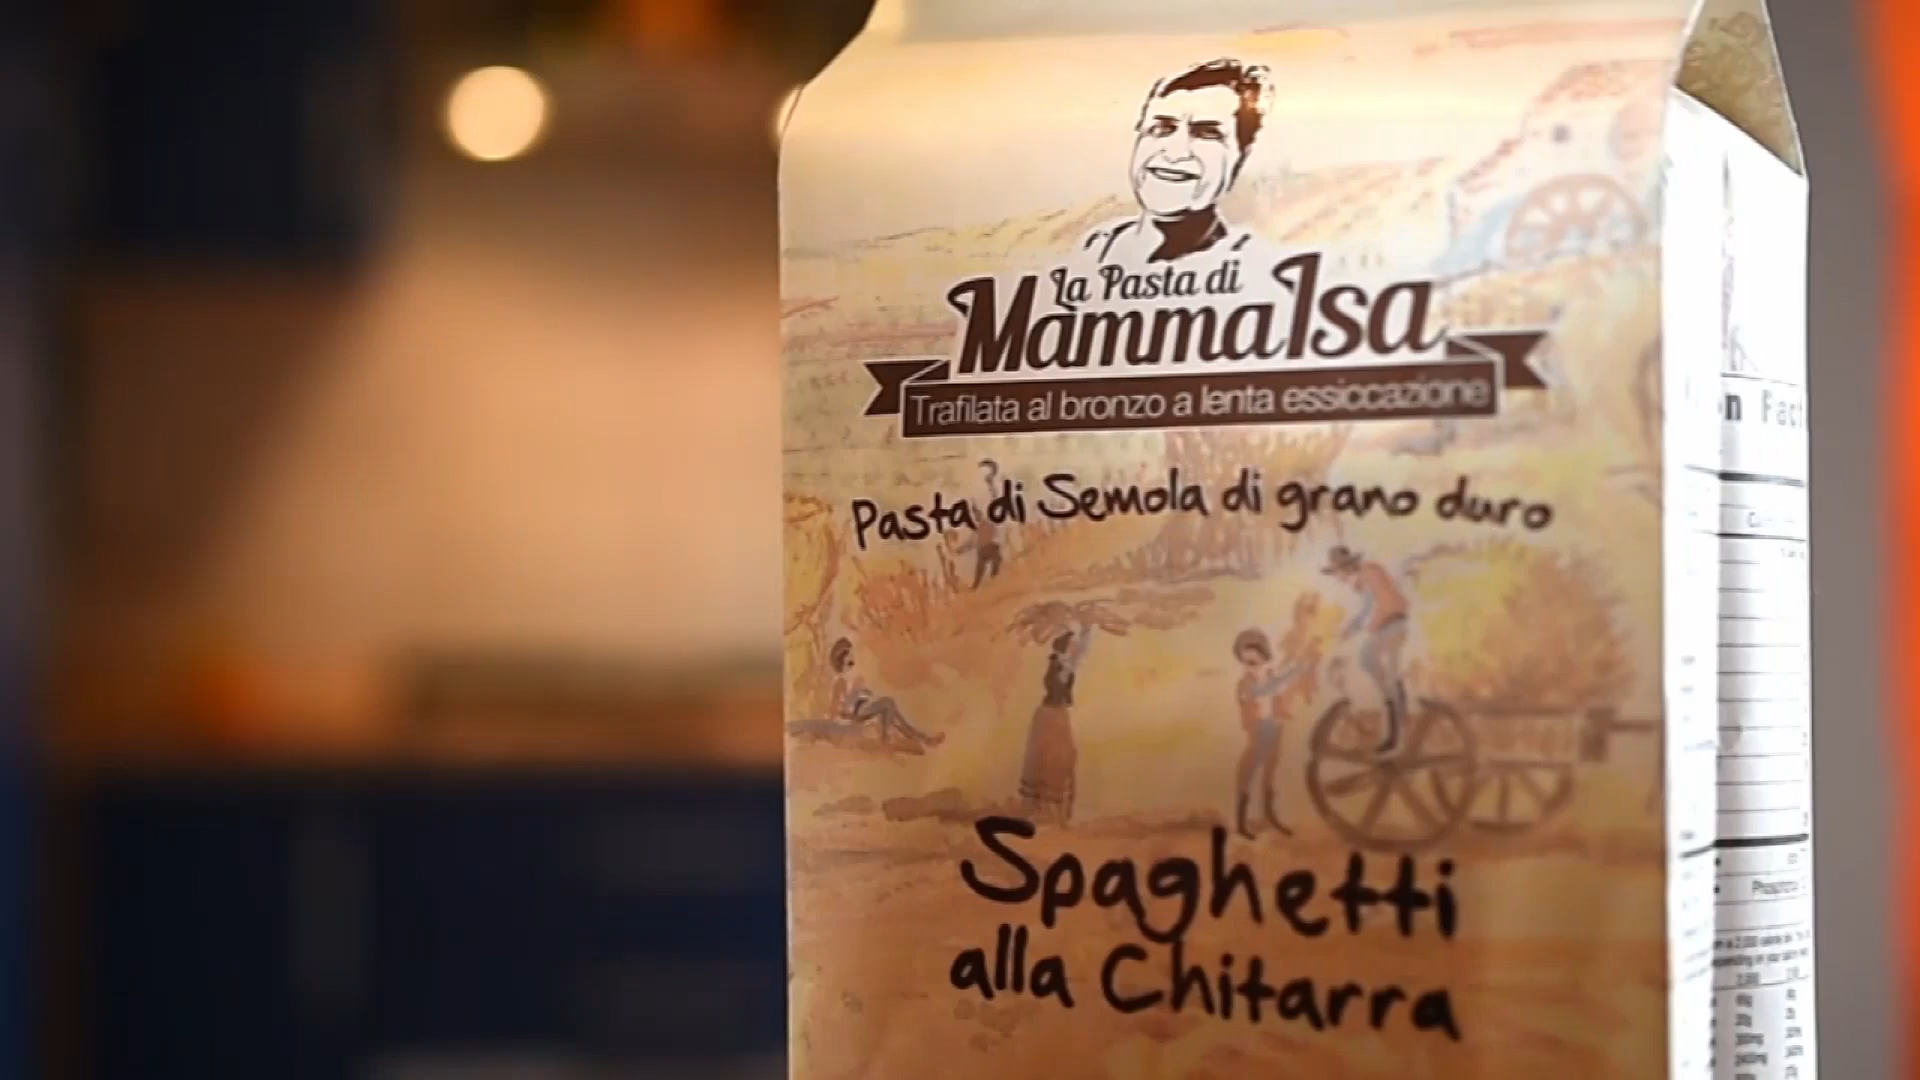 La Pasta di
Mamma Isa
Trafilata al bronzo a lenta essiccazione
Pasta di Semola di grano duro
Spaghetti
alla Chitarra